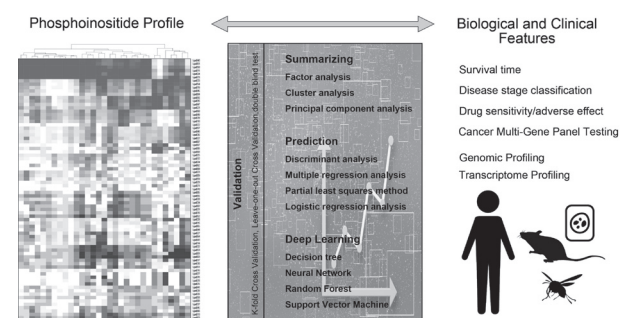 Phosphoinositide Profile
Biological and Clinical
Features
Validation
K-fold Cross Validation, Leave-one-out Cross Validation,double blind test
Summarizing
Factor analysis
Cluster analysis
Principal component analysis
Prediction
Discriminant analysis
Multiple regression analysis
Partial least squares method
Logistic regression analysis
Deep Learning
Decision tree
Neural Network
Random Forest
Support Vector Machine
Survival time
Disease stage classification
Drug sensitivity/adverse effect
Cancer Multi-Gene Panel Testing
Genomic Profiling
Transcriptome Profiling